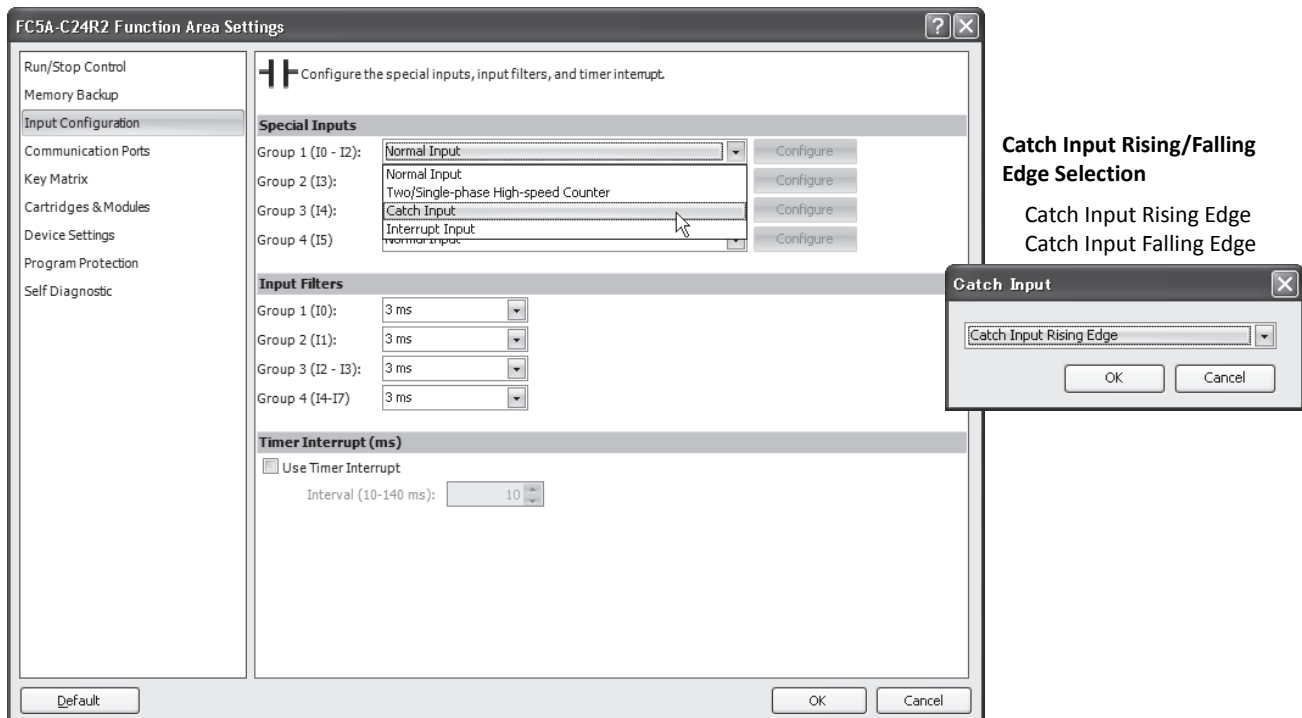 FC5A-C24R2 Function Area Settings
Run/Stop Control
Memory Backup
Input Configuration
Communication Ports
Key Matrix
Cartridges & Modules
Device Settings
Program Protection
Self Diagnostic
Configure the special inputs, input filters, and timer interrupt.
Special Inputs
Group 1 (I0 - I2): Normal Input Configure
Normal Input
Two/Single-phase High-speed Counter
Catch Input
Interrupt Input
Group 2 (I3): Configure
Group 3 (I4): Configure
Group 4 (I5) Normal Input Configure
Input Filters
Group 1 (I0): 3 ms
Group 2 (I1): 3 ms
Group 3 (I2 - I3): 3 ms
Group 4 (I4-I7) 3 ms
Timer Interrupt (ms)
Use Timer Interrupt
Interval (10-140 ms): 10
Default OK Cancel
Catch Input Rising/Falling
Edge Selection
Catch Input Rising Edge
Catch Input Falling Edge
Catch Input
Catch Input Rising Edge
OK Cancel